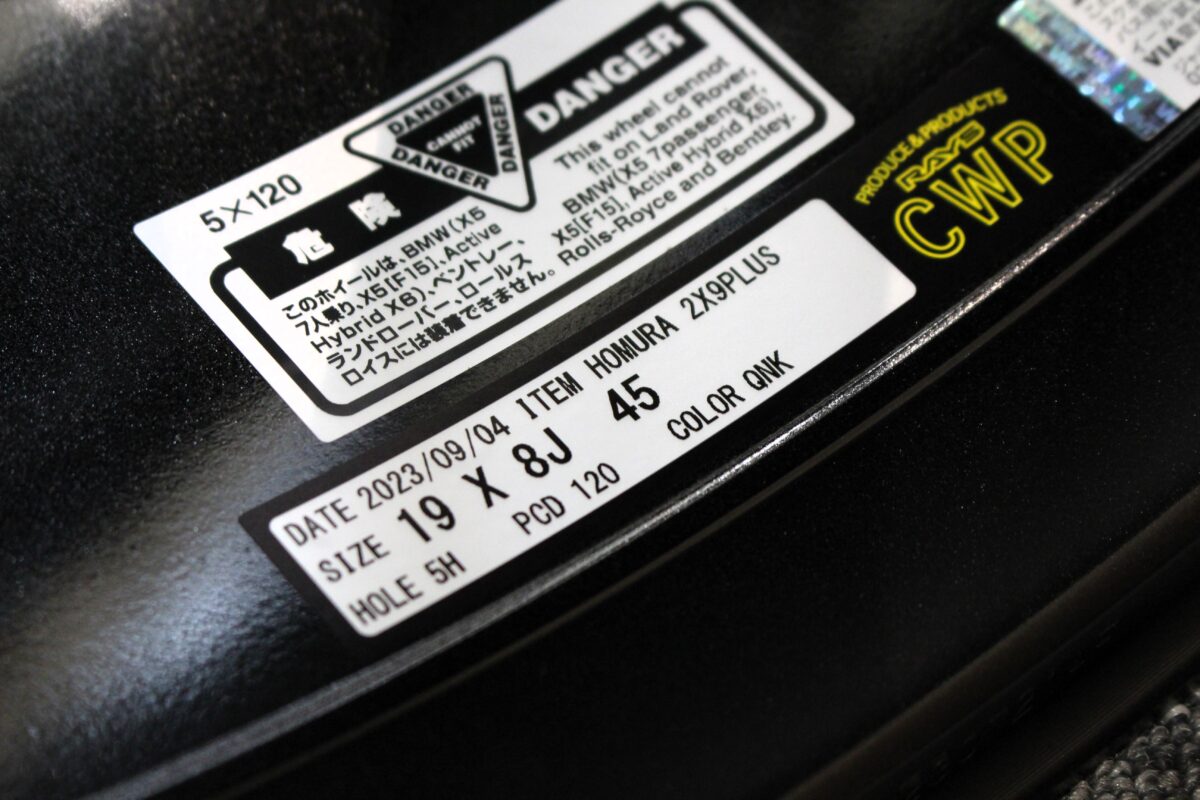 5×120
危険
DANGER
DANGER
DANGER
DANGER
CANNOT
FIT
このホイールは、BMW(X5
7人乗り、X5[F15]、Active
Hybrid X6)、ベントレー、
ランドローバー、ロールス
ロイスには装着できません。
This wheel cannot
fit on Land Rover,
BMW(X5 7passenger,
X5[F15], Active Hybrid X6),
Rolls-Royce and Bentley.
DATE 2023/09/04 ITEM HOMURA 2X9PLUS
SIZE 19 X 8J 45
HOLE 5H PCD 120 COLOR QNK
PRODUCE & PRODUCTS
RAYS
CWP
VIA